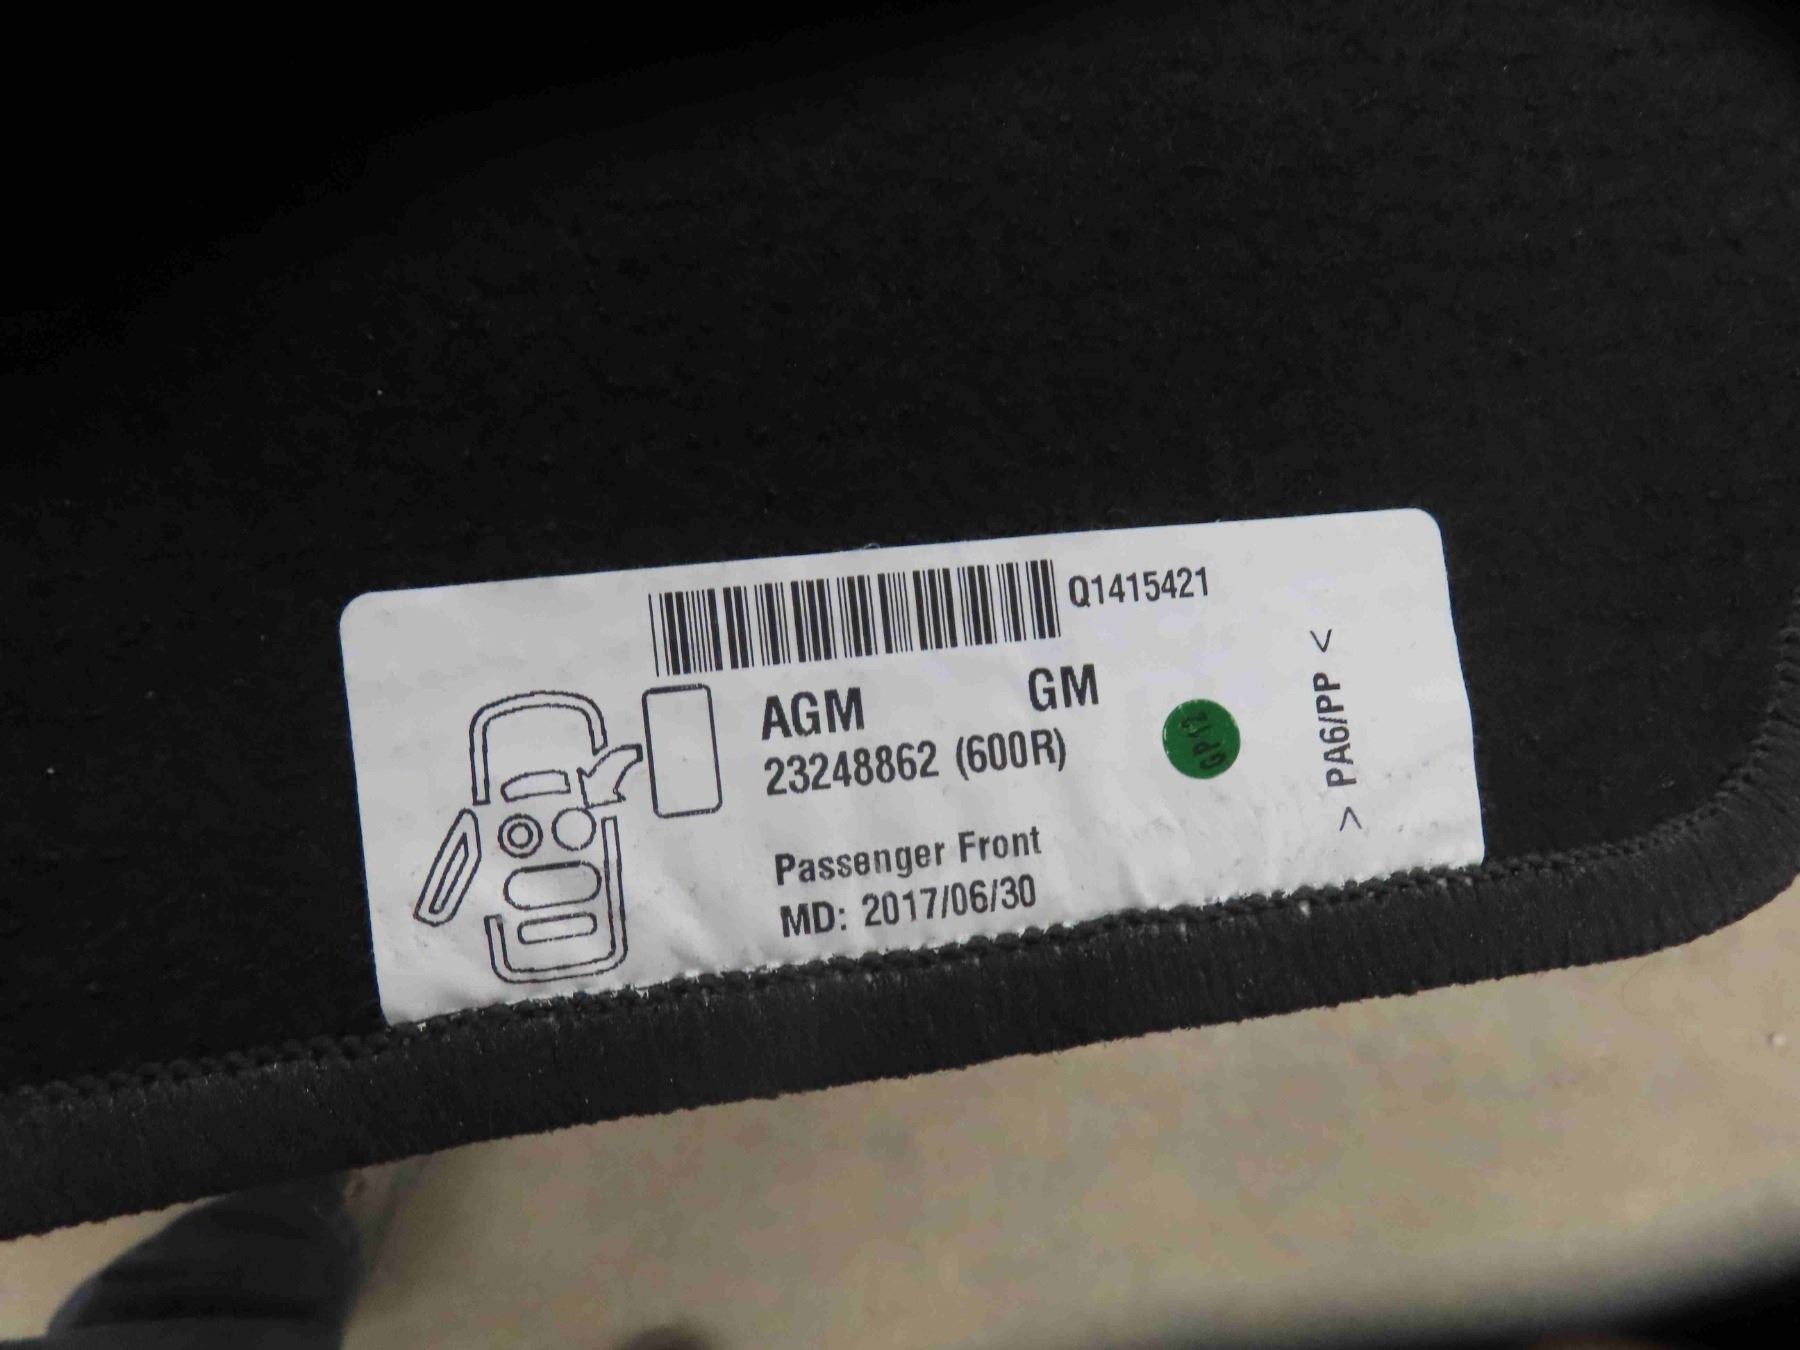 Q1415421
AGM GM
23248862 (600R)
GP12
Passenger Front
MD: 2017/06/30
> PA6/PP <